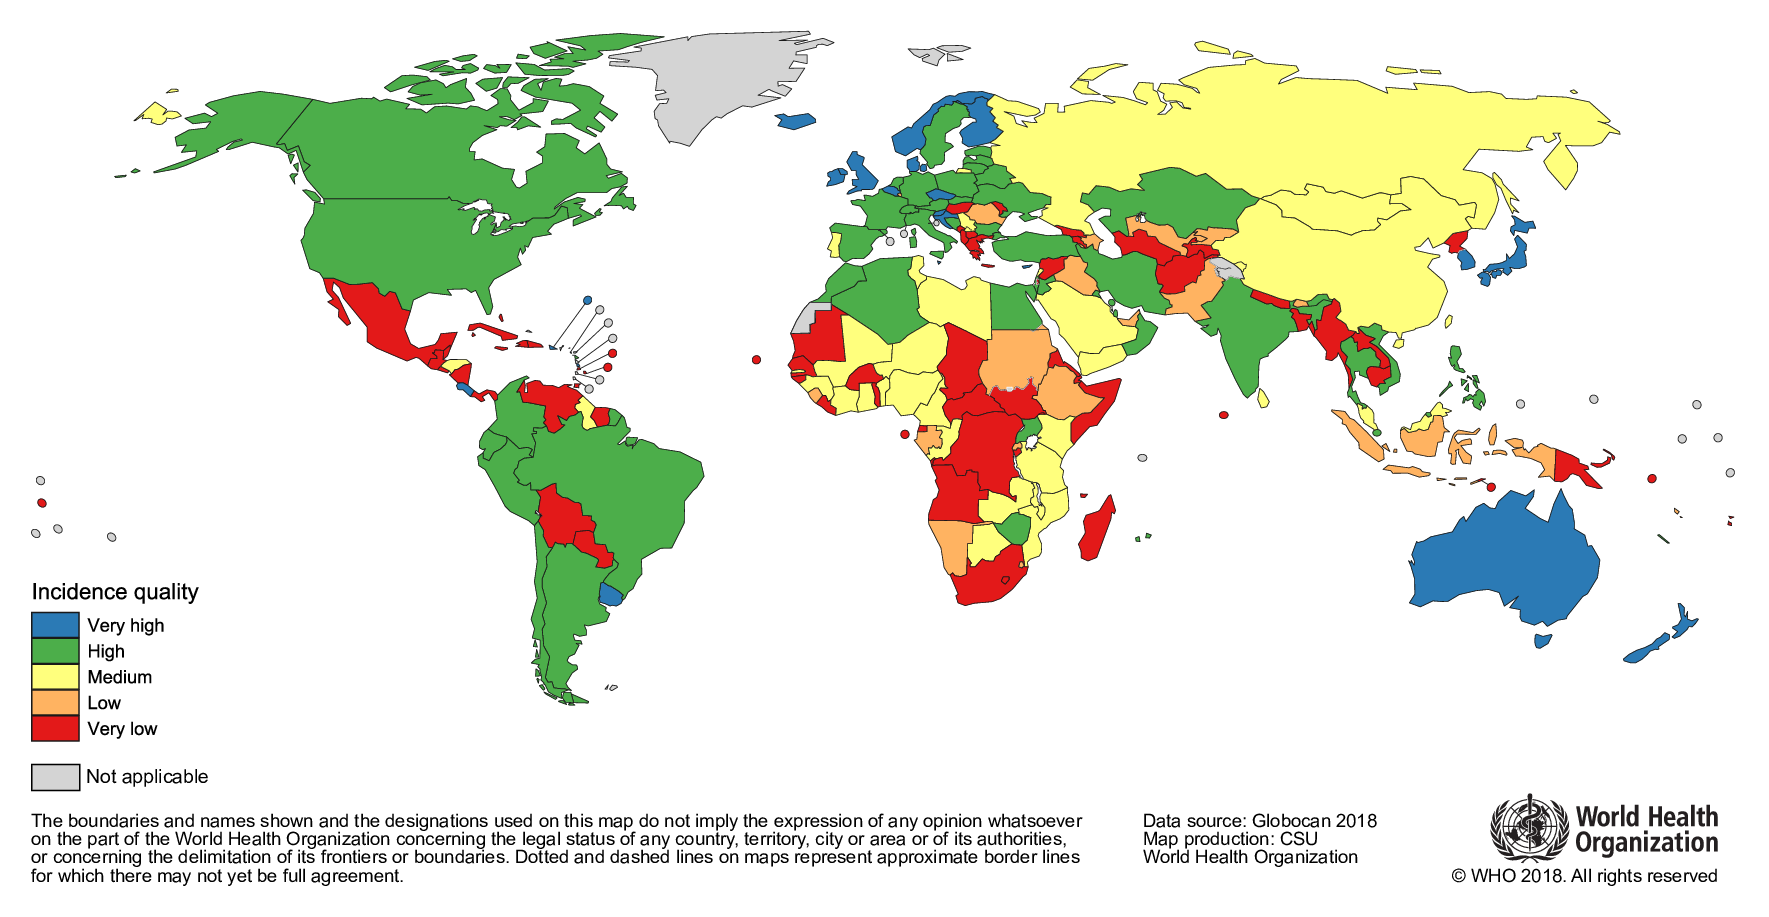 Incidence quality
Very high
High
Medium
Low
Very low
Not applicable
The boundaries and names shown and the designations used on this map do not imply the expression of any opinion whatsoever
on the part of the World Health Organization concerning the legal status of any country, territory, city or area or of its authorities,
or concerning the delimitation of its frontiers or boundaries. Dotted and dashed lines on maps represent approximate border lines
for which there may not yet be full agreement.
Data source: Globocan 2018
Map production: CSU
World Health Organization
World Health
Organization
© WHO 2018. All rights reserved